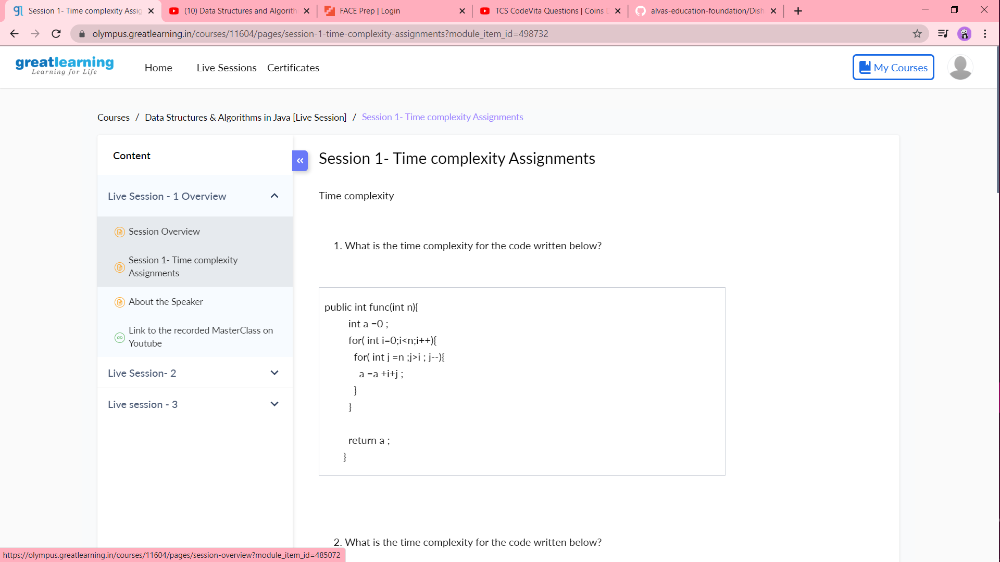 Session 1- Time complexity Assig
(10) Data Structures and Algorith
FACE Prep | Login
TCS CodeVita Questions | Coins D
alvas-education-foundation/Dish
olympus.greatlearning.in/courses/11604/pages/session-1-time-complexity-assignments?module_item_id=498732
greatlearning
Learning for Life
Home
Live Sessions
Certificates
My Courses
Courses / Data Structures & Algorithms in Java [Live Session] / Session 1- Time complexity Assignments
Content
Live Session - 1 Overview
Session Overview
Session 1- Time complexity
Assignments
About the Speaker
Link to the recorded MasterClass on
Youtube
Live Session- 2
Live session - 3
Session 1- Time complexity Assignments
Time complexity
1. What is the time complexity for the code written below?
public int func(int n){
int a =0 ;
for( int i=0;i<n;i++){
for( int j =n ;j>i ; j--){
a =a +i+j ;
}
}
return a ;
}
2. What is the time complexity for the code written below?
https://olympus.greatlearning.in/courses/11604/pages/session-overview?module_item_id=485072